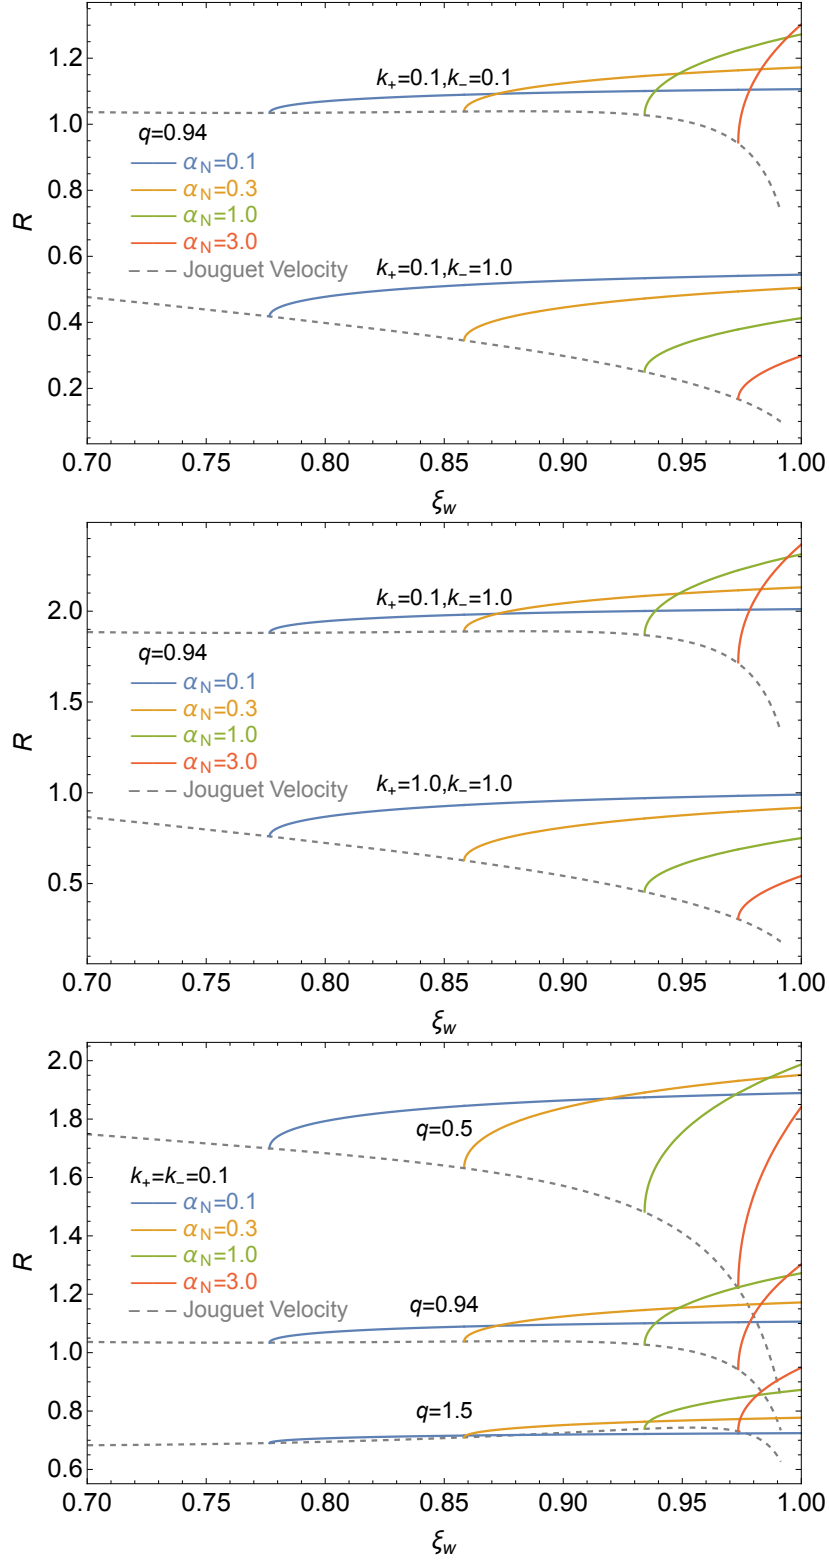 1.2
k₊=0.1,k₋=0.1
1.0
q=0.94
α_N=0.1
0.8
α_N=0.3
R
α_N=1.0
0.6
α_N=3.0
Jouguet Velocity
k₊=0.1,k₋=1.0
0.4
0.2
0.70 0.75 0.80 0.85 0.90 0.95 1.00
ξ_w
2.0
k₊=0.1,k₋=1.0
q=0.94
α_N=0.1
1.5
α_N=0.3
R
α_N=1.0
α_N=3.0
1.0
Jouguet Velocity
k₊=1.0,k₋=1.0
0.5
0.70 0.75 0.80 0.85 0.90 0.95 1.00
ξ_w
2.0
1.8
q=0.5
1.6
k₊=k₋=0.1
α_N=0.1
1.4
α_N=0.3
R
α_N=1.0
1.2
α_N=3.0
Jouguet Velocity
q=0.94
1.0
0.8
q=1.5
0.6
0.70 0.75 0.80 0.85 0.90 0.95 1.00
ξ_w